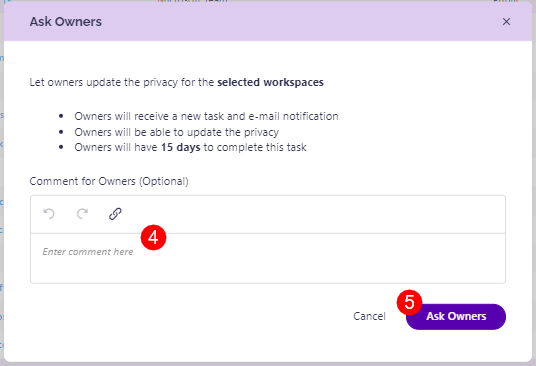 Ask Owners
Let owners update the privacy for the selected workspaces
Owners will receive a new task and e-mail notification
Owners will be able to update the privacy
Owners will have 15 days to complete this task
Comment for Owners (Optional)
4
Enter comment here
5
Cancel
Ask Owners